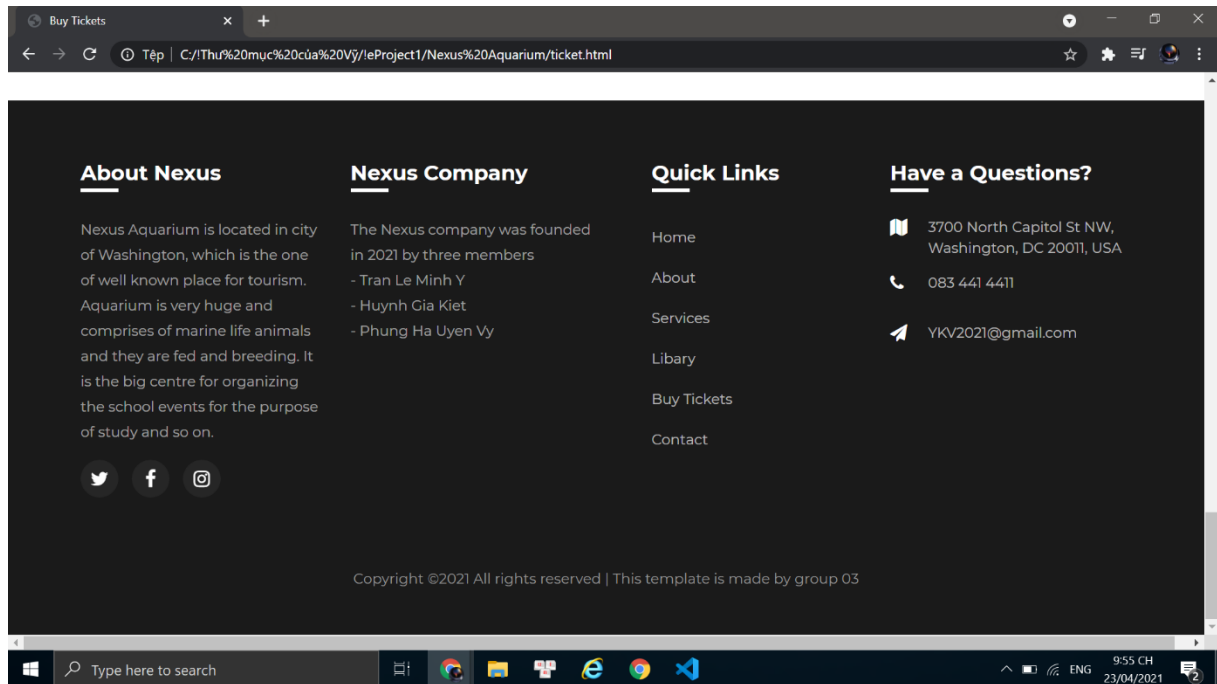 Buy Tickets
Tệp
C:/!Thư%20mục%20của%20Vỹ/!eProject1/Nexus%20Aquarium/ticket.html
About Nexus
Nexus Aquarium is located in city
of Washington, which is the one
of well known place for tourism.
Aquarium is very huge and
comprises of marine life animals
and they are fed and breeding. It
is the big centre for organizing
the school events for the purpose
of study and so on.
Nexus Company
The Nexus company was founded
in 2021 by three members
- Tran Le Minh Y
- Huynh Gia Kiet
- Phung Ha Uyen Vy
Quick Links
Home
About
Services
Libary
Buy Tickets
Contact
Have a Questions?
3700 North Capitol St NW,
Washington, DC 20011, USA
083 441 4411
YKV2021@gmail.com
Copyright ©2021 All rights reserved | This template is made by group 03
Type here to search
ENG
9:55 CH
23/04/2021
2